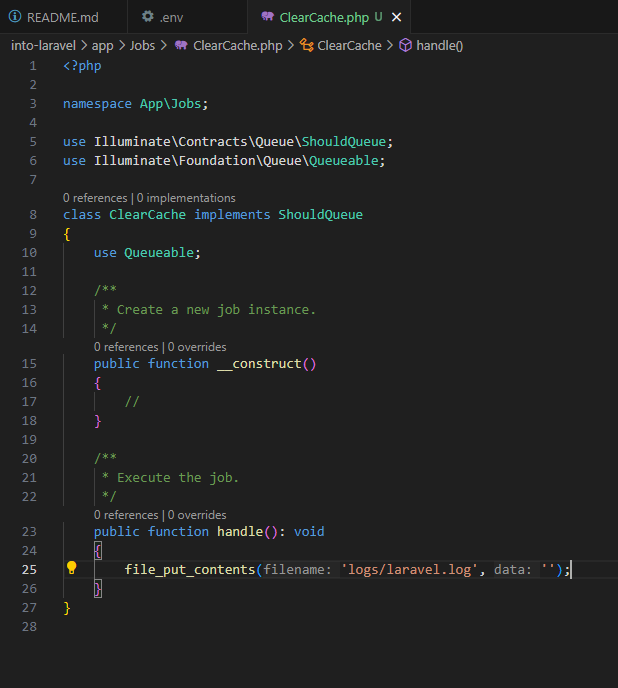 README.md .env ClearCache.php U
into-laravel > app > Jobs > ClearCache.php > ClearCache > handle()
1 <?php
2
3 namespace App\Jobs;
4
5 use Illuminate\Contracts\Queue\ShouldQueue;
6 use Illuminate\Foundation\Queue\Queueable;
7
0 references | 0 implementations
8 class ClearCache implements ShouldQueue
9 {
10 use Queueable;
11
12 /**
13 * Create a new job instance.
14 */
0 references | 0 overrides
15 public function __construct()
16 {
17 //
18 }
19
20 /**
21 * Execute the job.
22 */
0 references | 0 overrides
23 public function handle(): void
24 {
25 file_put_contents(filename: 'logs/laravel.log', data: '');
26 }
27 }
28